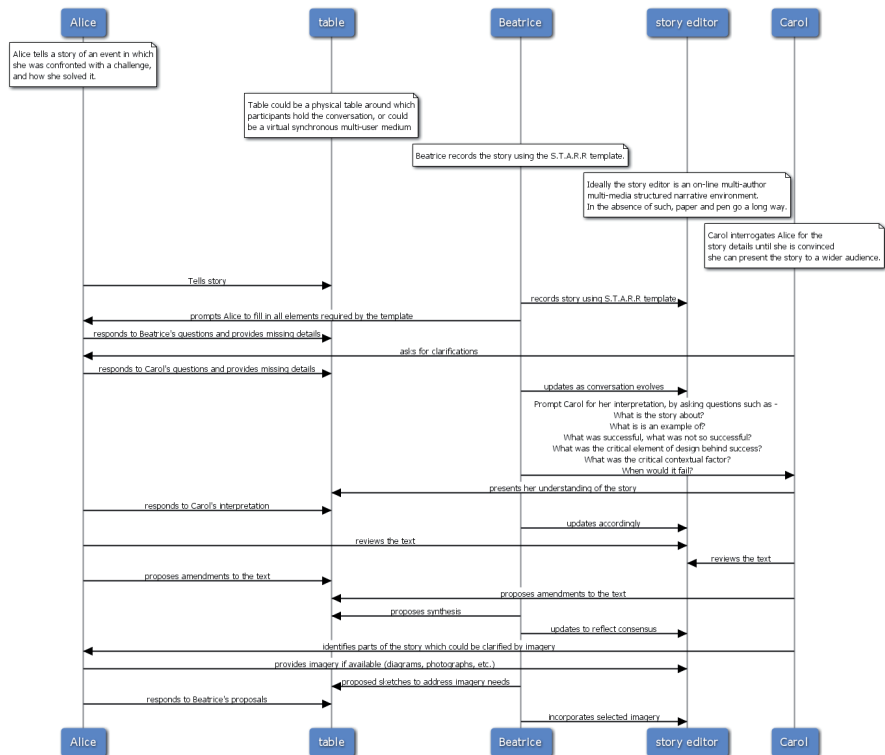 Alice
table
Beatrice
story editor
Carol
Alice tells a story of an event in which
she was confronted with a challenge,
and how she solved it.
Table could be a physical table around which
participants hold the conversation, or could
be a virtual synchronous multi-user medium
Beatrice records the story using the S.T.A.R.R template.
Ideally the story editor is an on-line multi-author
multi-media structured narrative environment.
In the absence of such, paper and pen go a long way.
Carol interrogates Alice for the
story details until she is convinced
she can present the story to a wider audience.
Tells story
records story using S.T.A.R.R template
prompts Alice to fill in all elements required by the template
responds to Beatrice's questions and provides missing details
asks for clarifications
responds to Carol's questions and provides missing details
updates as conversation evolves
Prompt Carol for her interpretation, by asking questions such as -
What is the story about?
What is is an example of?
What was successful, what was not so successful?
What was the critical element of design behind success?
What was the critical contextual factor?
When would it fail?
presents her understanding of the story
responds to Carol's interpretation
updates accordingly
reviews the text
reviews the text
proposes amendments to the text
proposes amendments to the text
proposes synthesis
updates to reflect consensus
identifies parts of the story which could be clarified by imagery
provides imagery if available (diagrams, photographs, etc.)
proposed sketches to address imagery needs
responds to Beatrice's proposals
incorporates selected imagery
Alice
table
Beatrice
story editor
Carol